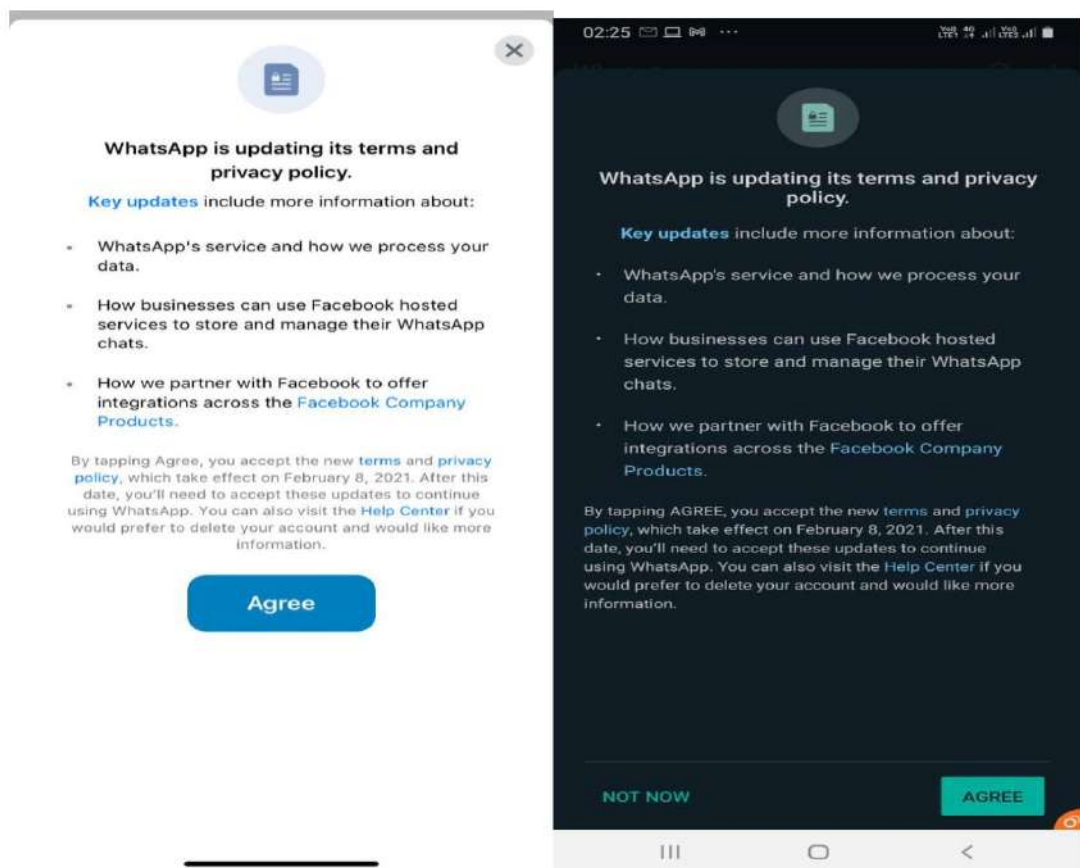 WhatsApp is updating its terms and
privacy policy.
Key updates include more information about:
• WhatsApp's service and how we process your
data.
• How businesses can use Facebook hosted
services to store and manage their WhatsApp
chats.
• How we partner with Facebook to offer
integrations across the Facebook Company
Products.
By tapping Agree, you accept the new terms and privacy
policy, which take effect on February 8, 2021. After this
date, you'll need to accept these updates to continue
using WhatsApp. You can also visit the Help Center if you
would prefer to delete your account and would like more
information.
Agree
02:25
WhatsApp is updating its terms and privacy
policy.
Key updates include more information about:
• WhatsApp's service and how we process your
data.
• How businesses can use Facebook hosted
services to store and manage their WhatsApp
chats.
• How we partner with Facebook to offer
integrations across the Facebook Company
Products.
By tapping AGREE, you accept the new terms and privacy
policy, which take effect on February 8, 2021. After this
date, you'll need to accept these updates to continue
using WhatsApp. You can also visit the Help Center if you
would prefer to delete your account and would like more
information.
NOT NOW
AGREE